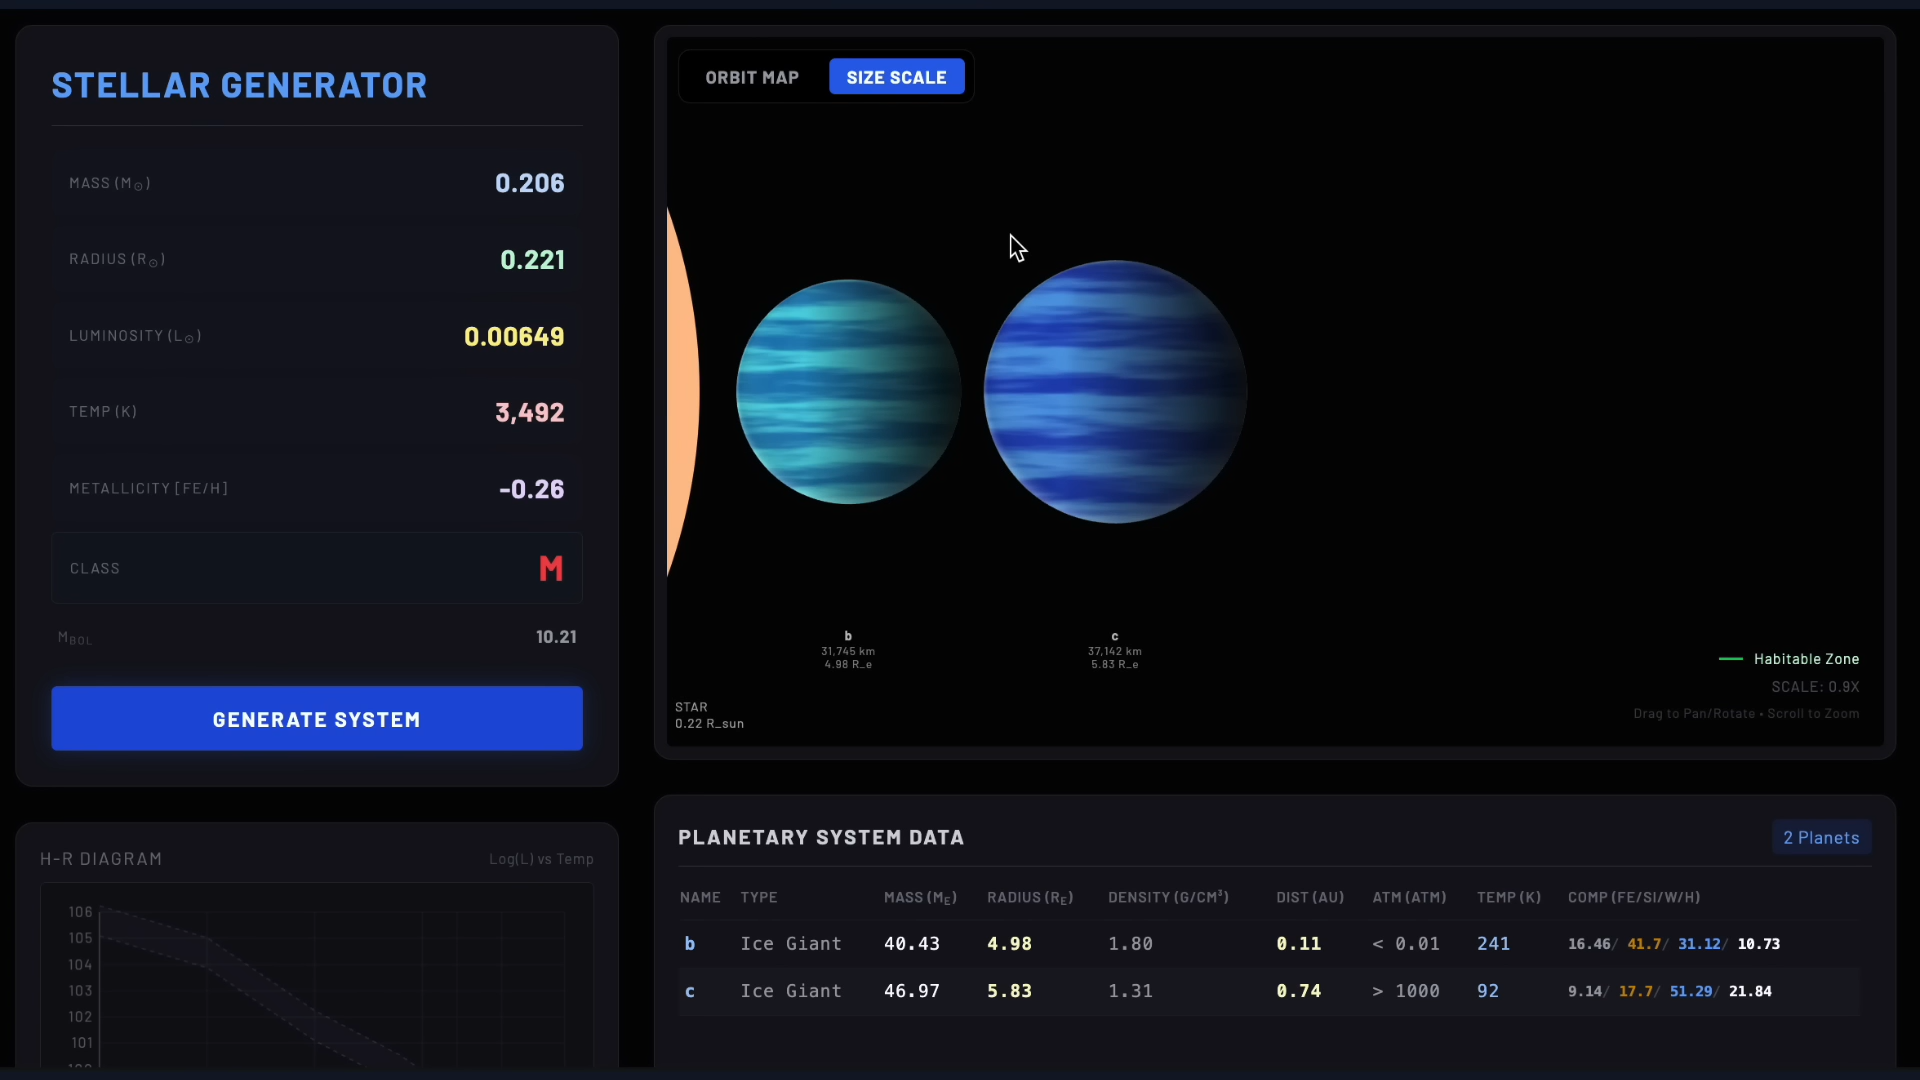 STELLAR GENERATOR
MASS (M☉) 0.206
RADIUS (R☉) 0.221
LUMINOSITY (L☉) 0.00649
TEMP (K) 3,492
METALLICITY [FE/H] -0.26
CLASS M
MBOL 10.21
GENERATE SYSTEM
H-R DIAGRAM Log(L) vs Temp
106
105
104
103
102
101
ORBIT MAP SIZE SCALE
b
31,745 km
4.98 R_e
c
37,142 km
5.83 R_e
STAR
0.22 R_sun
Habitable Zone
SCALE: 0.9X
Drag to Pan/Rotate • Scroll to Zoom
PLANETARY SYSTEM DATA 2 Planets
NAME TYPE MASS (ME) RADIUS (RE) DENSITY (G/CM³) DIST (AU) ATM (ATM) TEMP (K) COMP (FE/SI/W/H)
b Ice Giant 40.43 4.98 1.80 0.11 < 0.01 241 16.46/ 41.7/ 31.12/ 10.73
c Ice Giant 46.97 5.83 1.31 0.74 > 1000 92 9.14/ 17.7/ 51.29/ 21.84